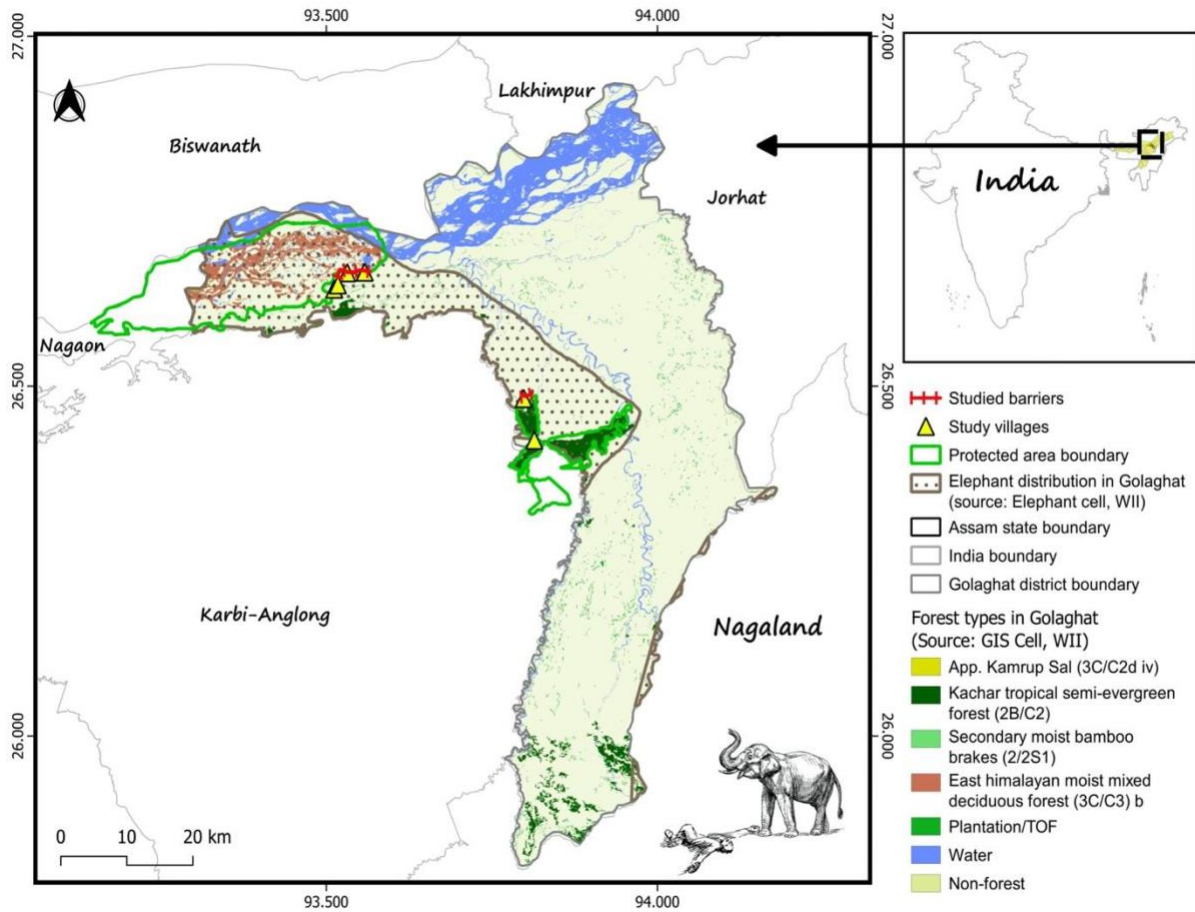 93.500
94.000
27.000
27.000
Lakhimpur
Biswanath
Jorhat
India
Nagaon
26.500
26.500
Karbi-Anglong
Nagaland
26.000
26.000
0 10 20 km
93.500
94.000
Studied barriers
Study villages
Protected area boundary
Elephant distribution in Golaghat
(source: Elephant cell, WII)
Assam state boundary
India boundary
Golaghat district boundary
Forest types in Golaghat
(Source: GIS Cell, WII)
App. Kamrup Sal (3C/C2d iv)
Kachar tropical semi-evergreen
forest (2B/C2)
Secondary moist bamboo
brakes (2/2S1)
East himalayan moist mixed
deciduous forest (3C/C3) b
Plantation/TOF
Water
Non-forest